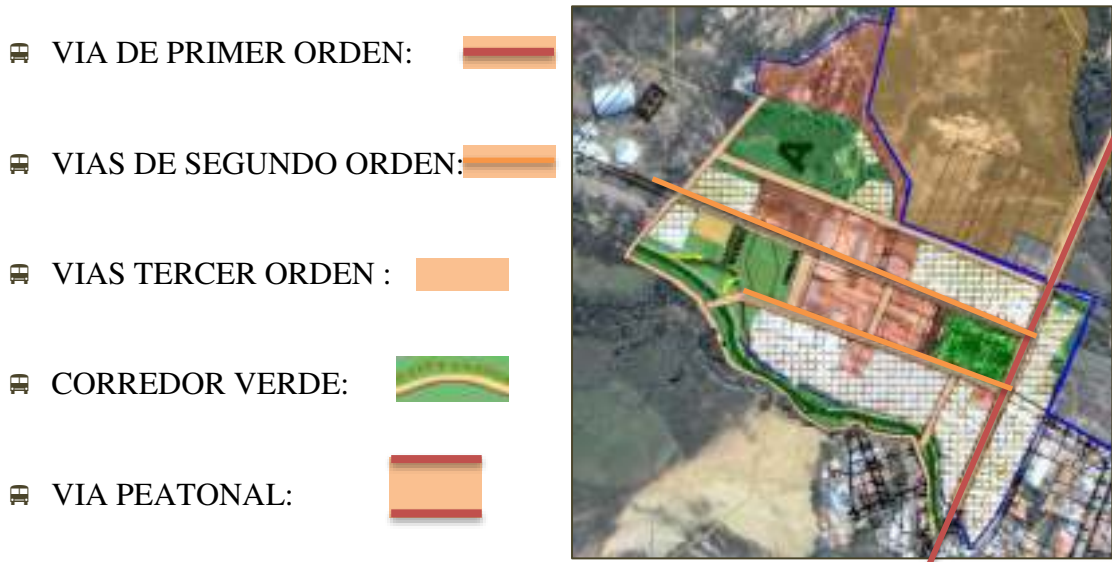 VIA DE PRIMER ORDEN:
VIAS DE SEGUNDO ORDEN:
VIAS TERCER ORDEN :
CORREDOR VERDE:
VIA PEATONAL:
A